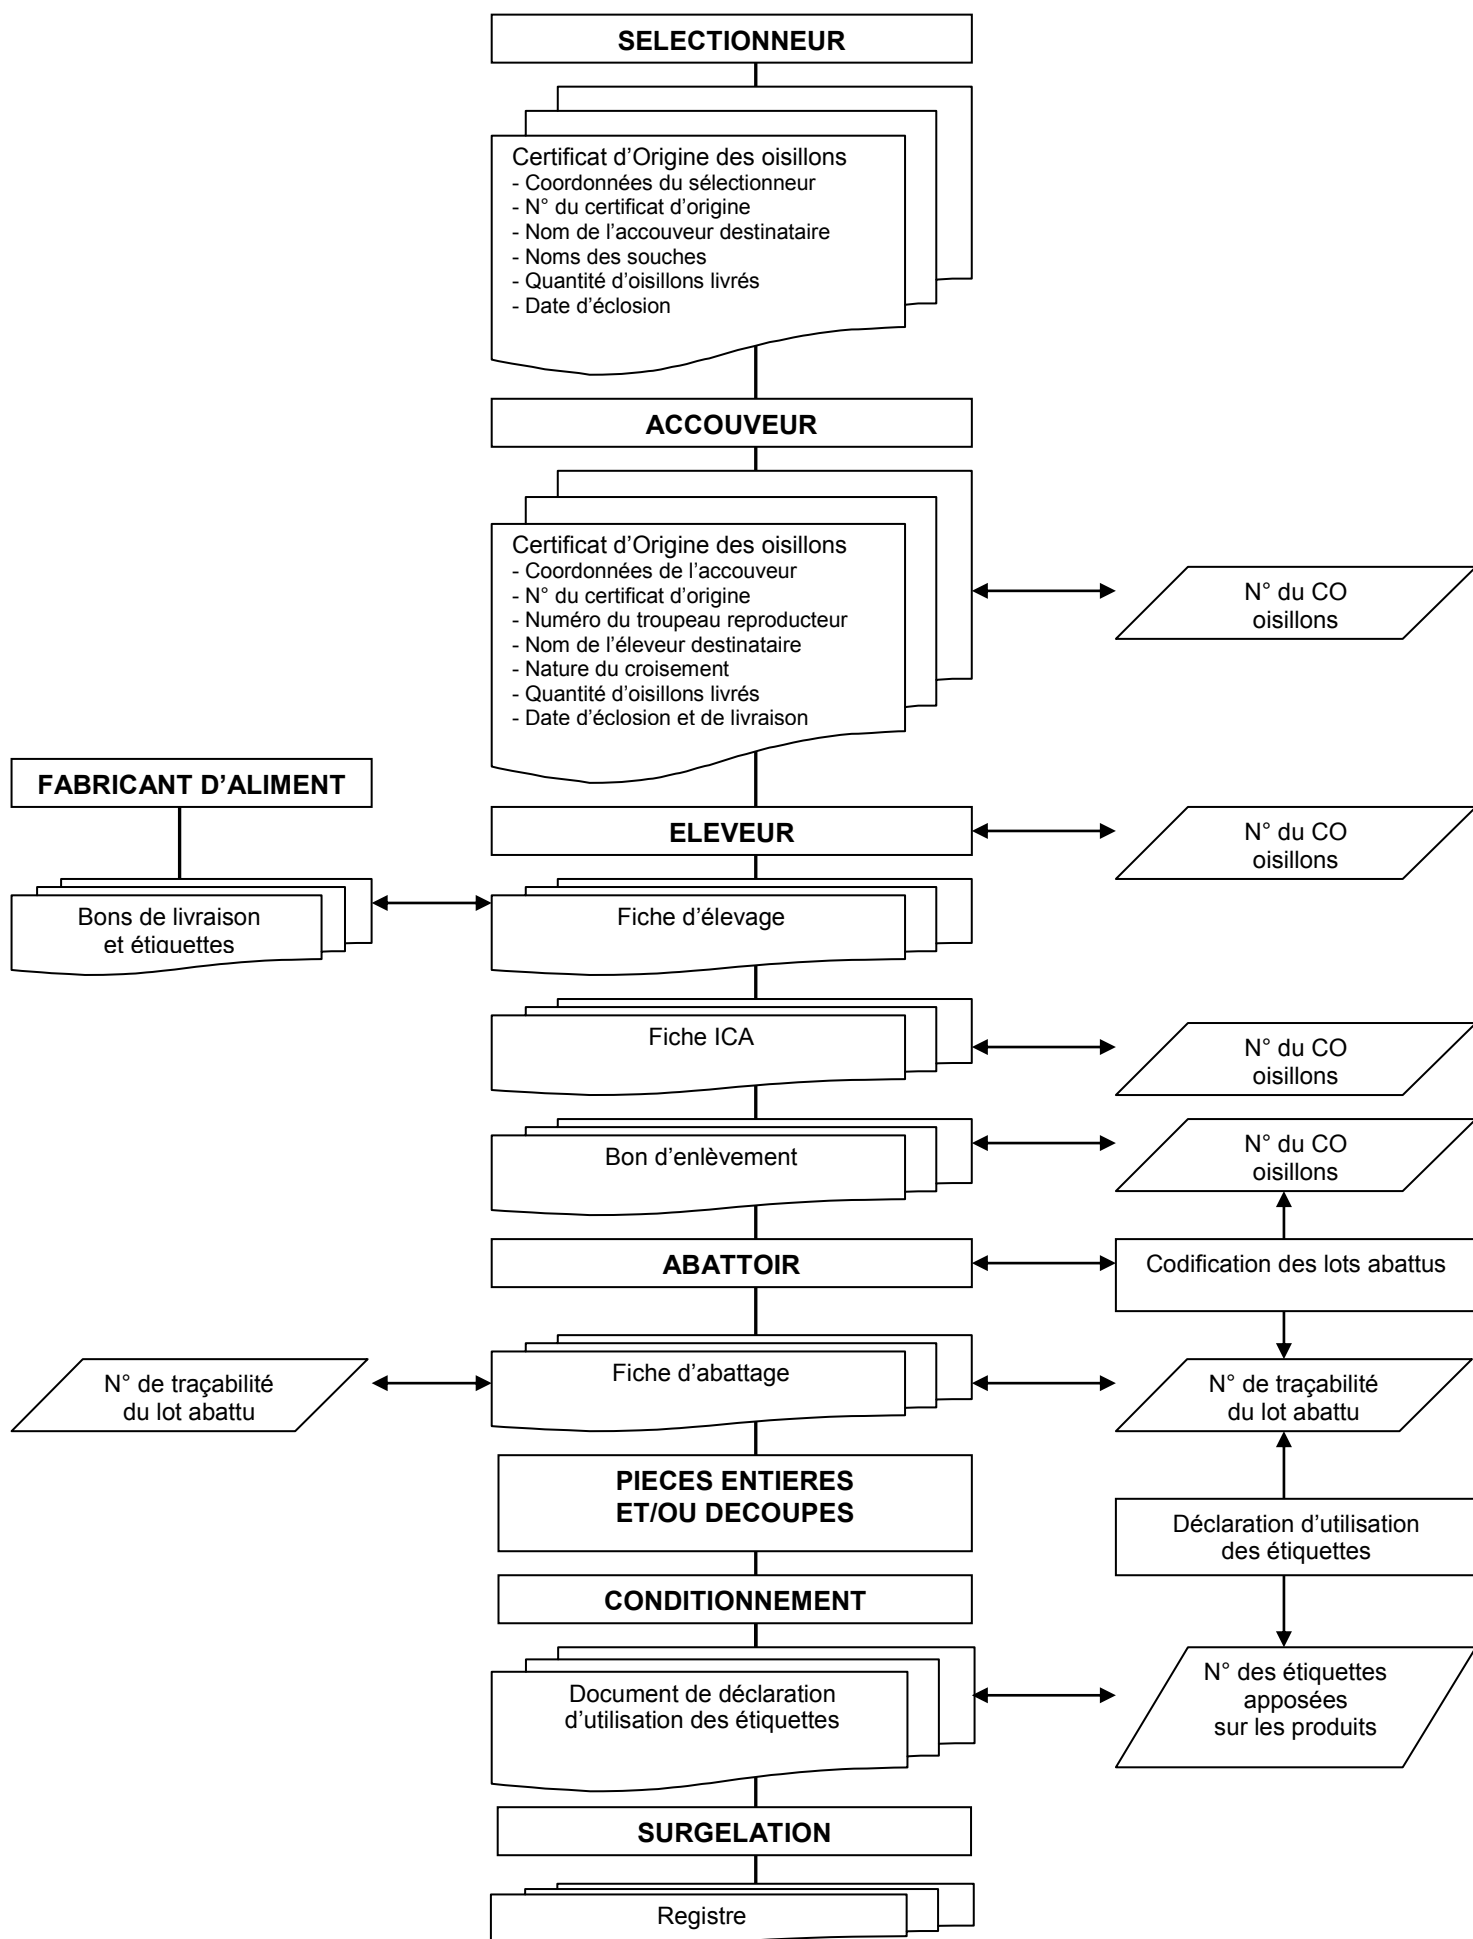 SELECTIONNEUR
Certificat d’Origine des oisillons
- Coordonnées du sélectionneur
- N° du certificat d’origine
- Nom de l’accouveur destinataire
- Noms des souches
- Quantité d’oisillons livrés
- Date d’éclosion
ACCOUVEUR
Certificat d’Origine des oisillons
- Coordonnées de l’accouveur
- N° du certificat d’origine
- Numéro du troupeau reproducteur
- Nom de l’éleveur destinataire
- Nature du croisement
- Quantité d’oisillons livrés
- Date d’éclosion et de livraison
N° du CO
oisillons
FABRICANT D’ALIMENT
ELEVEUR
N° du CO
oisillons
Bons de livraison
et étiquettes
Fiche d’élevage
Fiche ICA
N° du CO
oisillons
Bon d’enlèvement
N° du CO
oisillons
ABATTOIR
Codification des lots abattus
N° de traçabilité
du lot abattu
Fiche d’abattage
N° de traçabilité
du lot abattu
PIECES ENTIERES
ET/OU DECOUPES
Déclaration d’utilisation
des étiquettes
CONDITIONNEMENT
Document de déclaration
d’utilisation des étiquettes
N° des étiquettes
apposées
sur les produits
SURGELATION
Registre